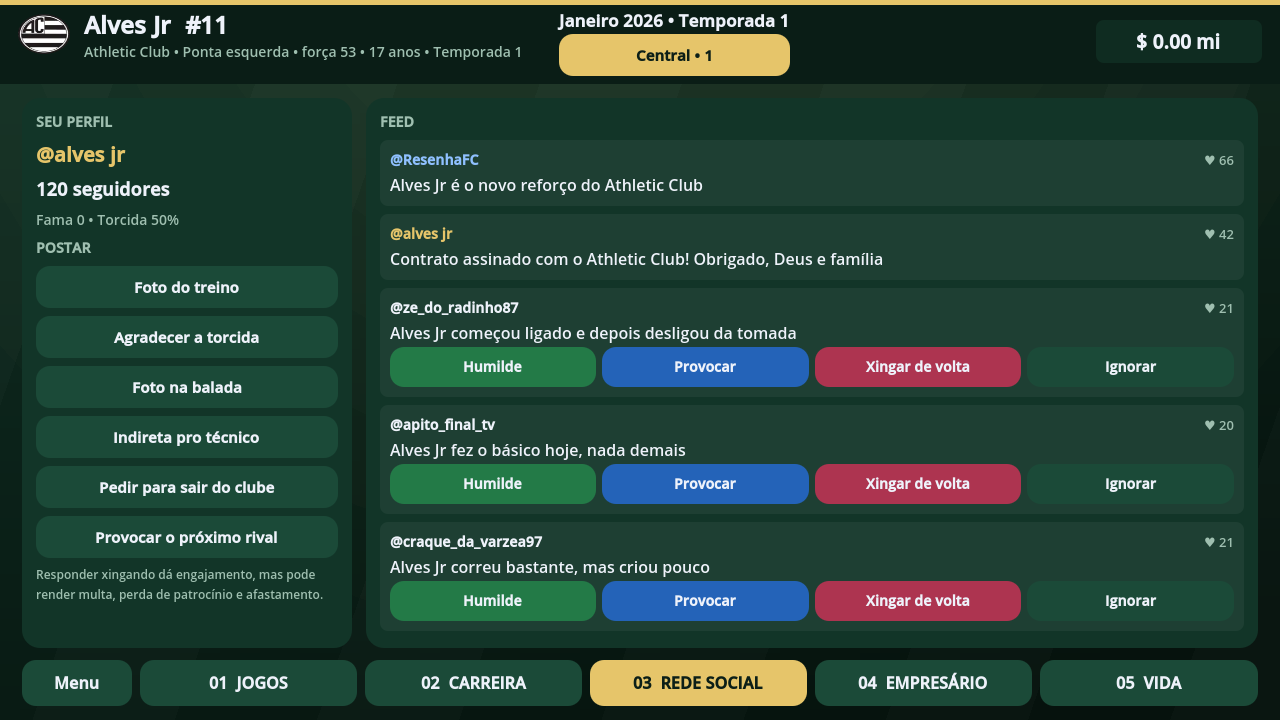 AC
Alves Jr #11
Athletic Club • Ponta esquerda • força 53 • 17 anos • Temporada 1
Janeiro 2026 • Temporada 1
Central • 1
$ 0.00 mi
SEU PERFIL
@alves jr
120 seguidores
Fama 0 • Torcida 50%
POSTAR
Foto do treino
Agradecer a torcida
Foto na balada
Indireta pro técnico
Pedir para sair do clube
Provocar o próximo rival
Responder xingando dá engajamento, mas pode
render multa, perda de patrocínio e afastamento.
FEED
@ResenhaFC ♥ 66
Alves Jr é o novo reforço do Athletic Club
@alves jr ♥ 42
Contrato assinado com o Athletic Club! Obrigado, Deus e família
@ze_do_radinho87 ♥ 21
Alves Jr começou ligado e depois desligou da tomada
Humilde Provocar Xingar de volta Ignorar
@apito_final_tv ♥ 20
Alves Jr fez o básico hoje, nada demais
Humilde Provocar Xingar de volta Ignorar
@craque_da_varzea97 ♥ 21
Alves Jr correu bastante, mas criou pouco
Humilde Provocar Xingar de volta Ignorar
Menu 01 JOGOS 02 CARREIRA 03 REDE SOCIAL 04 EMPRESÁRIO 05 VIDA